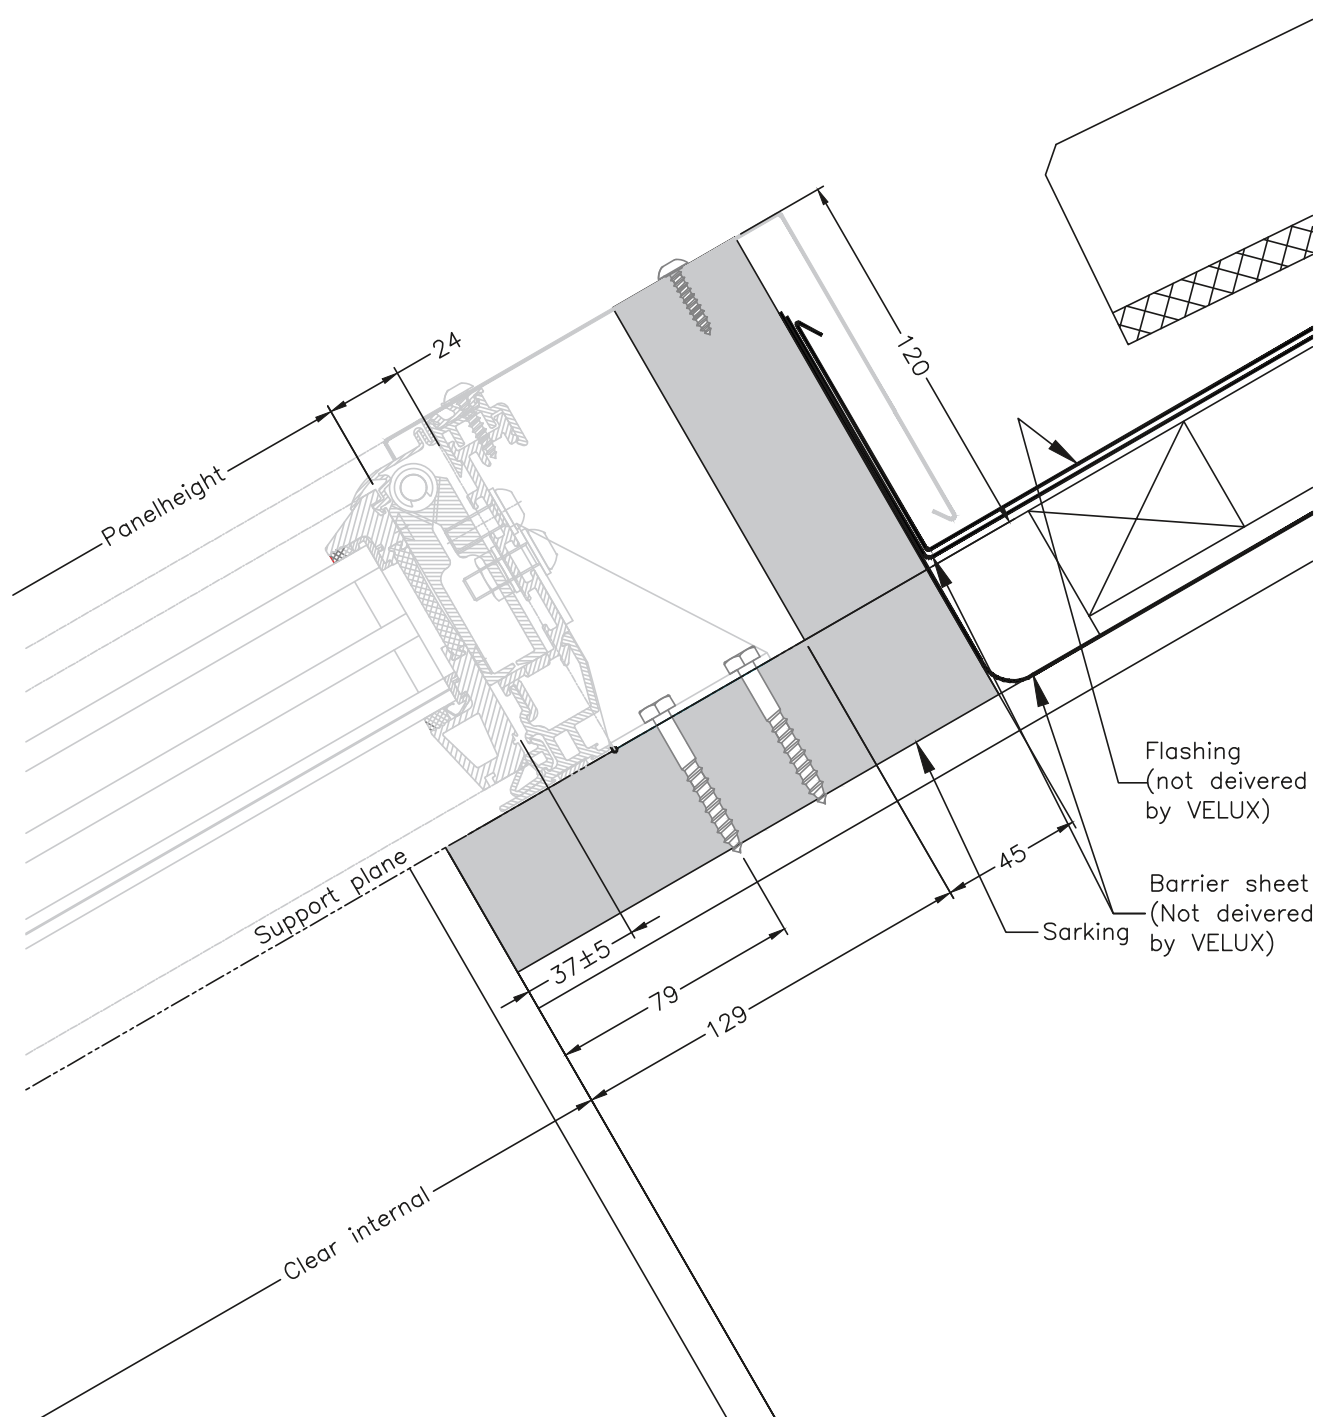 24
120
Panelheight
Flashing
(not deivered
by VELUX)
Support plane
45
Barrier sheet
(Not deivered
by VELUX)
Sarking
37±5
79
129
Clear internal